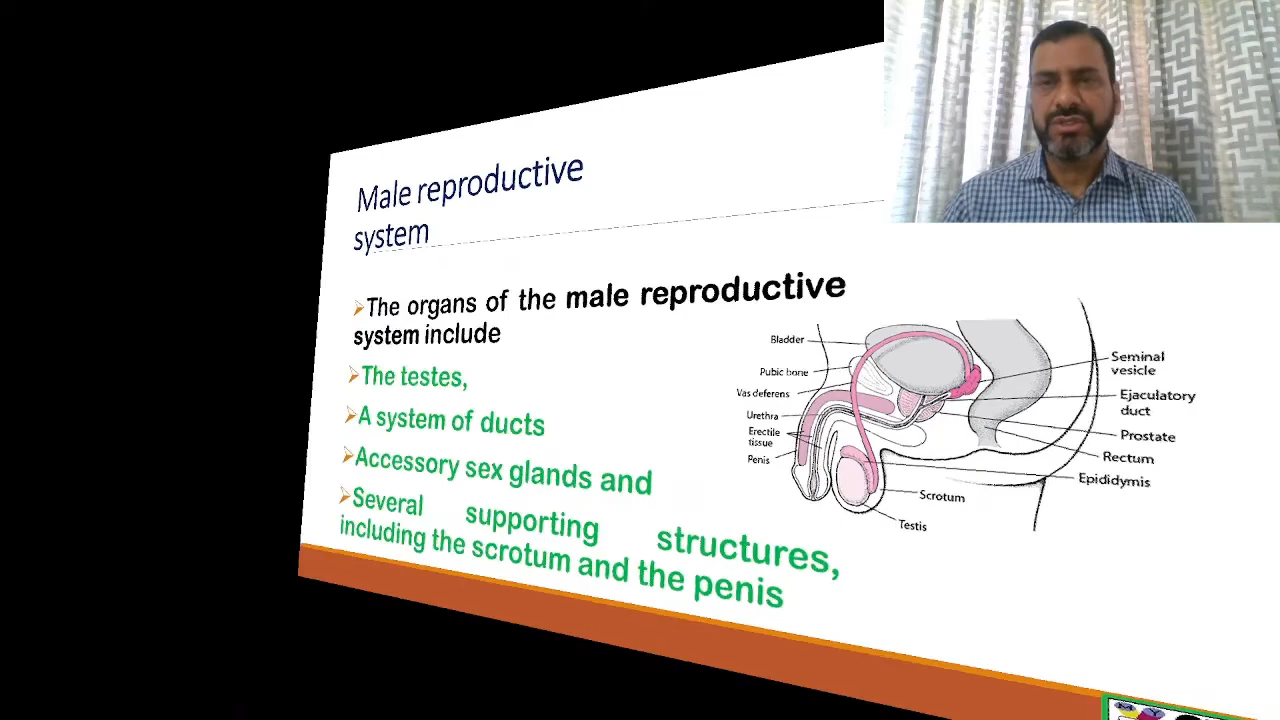 Male reproductive
system
➢The organs of the male reproductive
system include
➢The testes,
➢A system of ducts
➢Accessory sex glands and
➢Several supporting structures,
including the scrotum and the penis
Bladder
Pubic bone
Vas deferens
Urethra
Erectile
tissue
Penis
Seminal
vesicle
Ejaculatory
duct
Prostate
Rectum
Epididymis
Scrotum
Testis